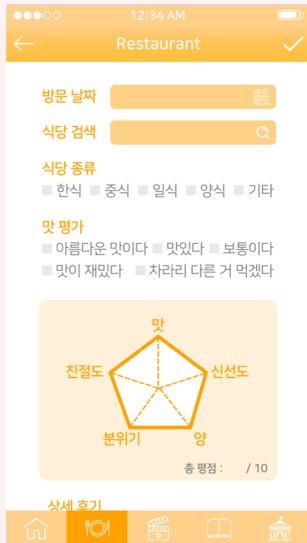 12:34 AM
Restaurant
방문 날짜
식당 검색
식당 종류
한식 중식 일식 양식 기타
맛 평가
아름다운 맛이다 맛있다 보통이다
맛이 재밌다 차라리 다른 거 먹겠다
맛
친절도 신선도
분위기 양
총 평점 : / 10
상세 후기